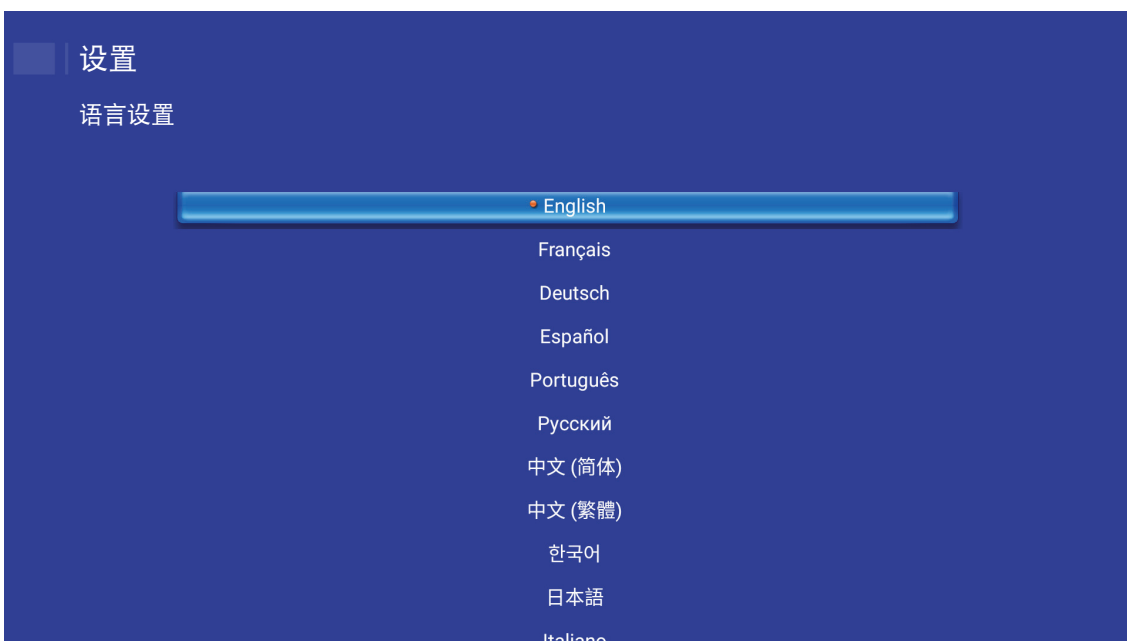 设置
语言设置
English
Français
Deutsch
Español
Português
Русский
中文 (简体)
中文 (繁體)
한국어
日本語
Italiano